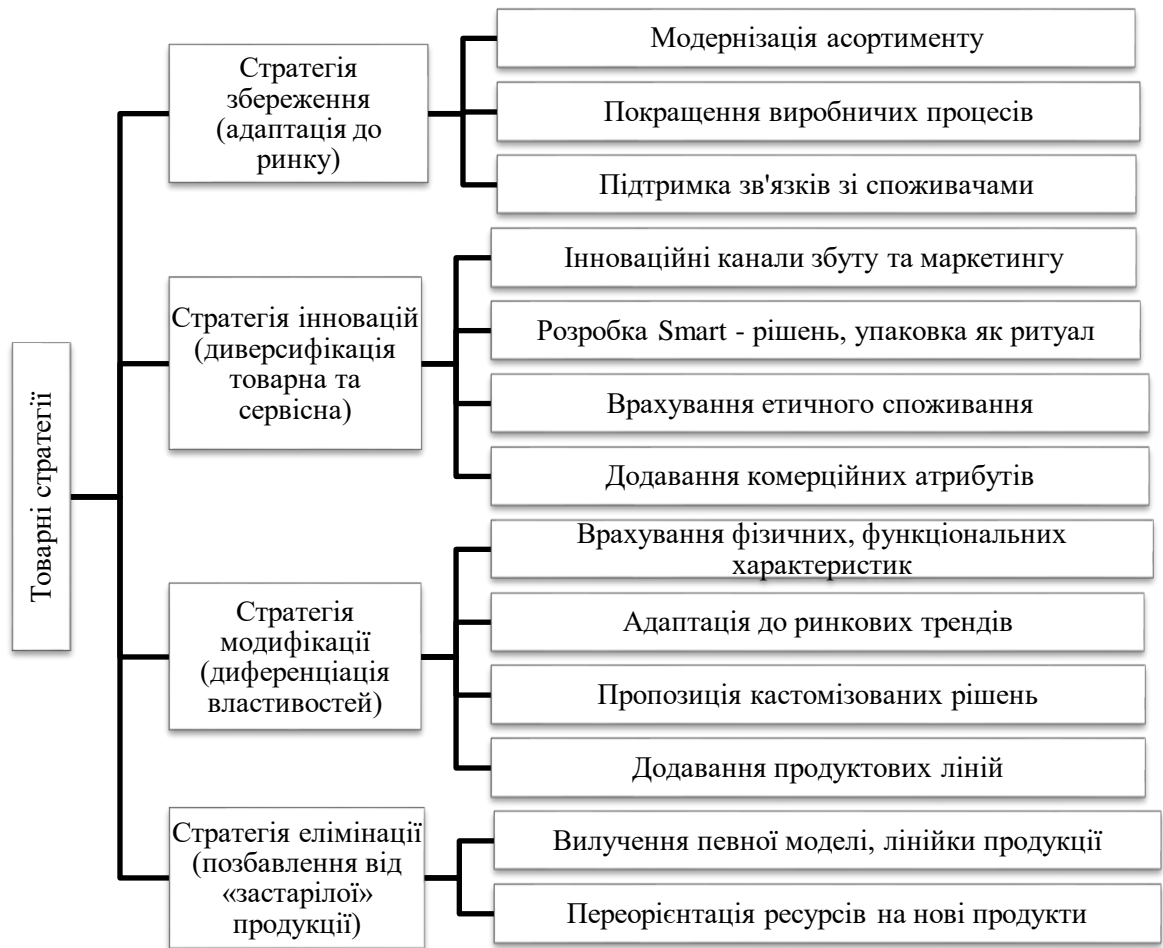 Товарні стратегії
Стратегія
збереження
(адаптація до
ринку)
Модернізація асортименту
Покращення виробничих процесів
Підтримка зв'язків зі споживачами
Стратегія інновацій
(диверсифікація
товарна та
сервісна)
Інноваційні канали збуту та маркетингу
Розробка Smart - рішень, упаковка як ритуал
Врахування етичного споживання
Додавання комерційних атрибутів
Стратегія
модифікації
(диференціація
властивостей)
Врахування фізичних, функціональних
характеристик
Адаптація до ринкових трендів
Пропозиція кастомізованих рішень
Додавання продуктових ліній
Стратегія елімінації
(позбавлення від
«застарілої»
продукції)
Вилучення певної моделі, лінійки продукції
Переорієнтація ресурсів на нові продукти